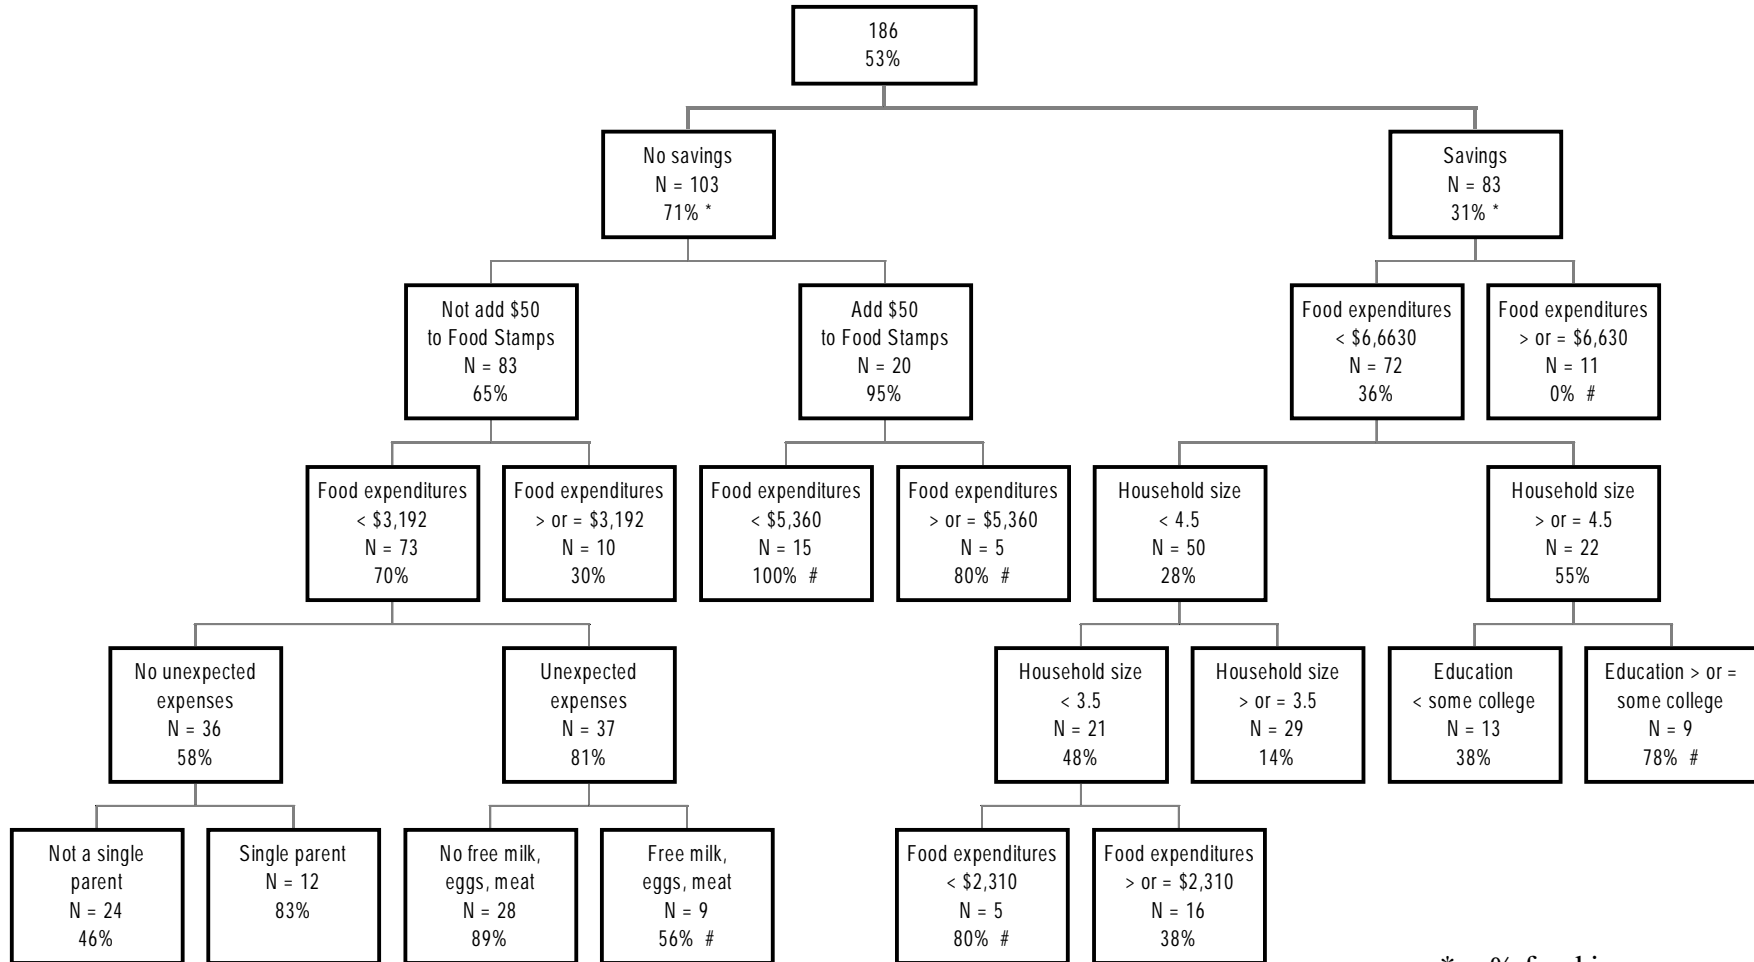 186
53%
No savings
N = 103
71% *
Savings
N = 83
31% *
Not add $50
to Food Stamps
N = 83
65%
Add $50
to Food Stamps
N = 20
95%
Food expenditures
< $6,6630
N = 72
36%
Food expenditures
> or = $6,630
N = 11
0% #
Food expenditures
< $3,192
N = 73
70%
Food expenditures
> or = $3,192
N = 10
30%
Food expenditures
< $5,360
N = 15
100% #
Food expenditures
> or = $5,360
N = 5
80% #
Household size
< 4.5
N = 50
28%
Household size
> or = 4.5
N = 22
55%
No unexpected
expenses
N = 36
58%
Unexpected
expenses
N = 37
81%
Household size
< 3.5
N = 21
48%
Household size
> or = 3.5
N = 29
14%
Education
< some college
N = 13
38%
Education > or =
some college
N = 9
78% #
Not a single
parent
N = 24
46%
Single parent
N = 12
83%
No free milk,
eggs, meat
N = 28
89%
Free milk,
eggs, meat
N = 9
56% #
Food expenditures
< $2,310
N = 5
80% #
Food expenditures
> or = $2,310
N = 16
38%